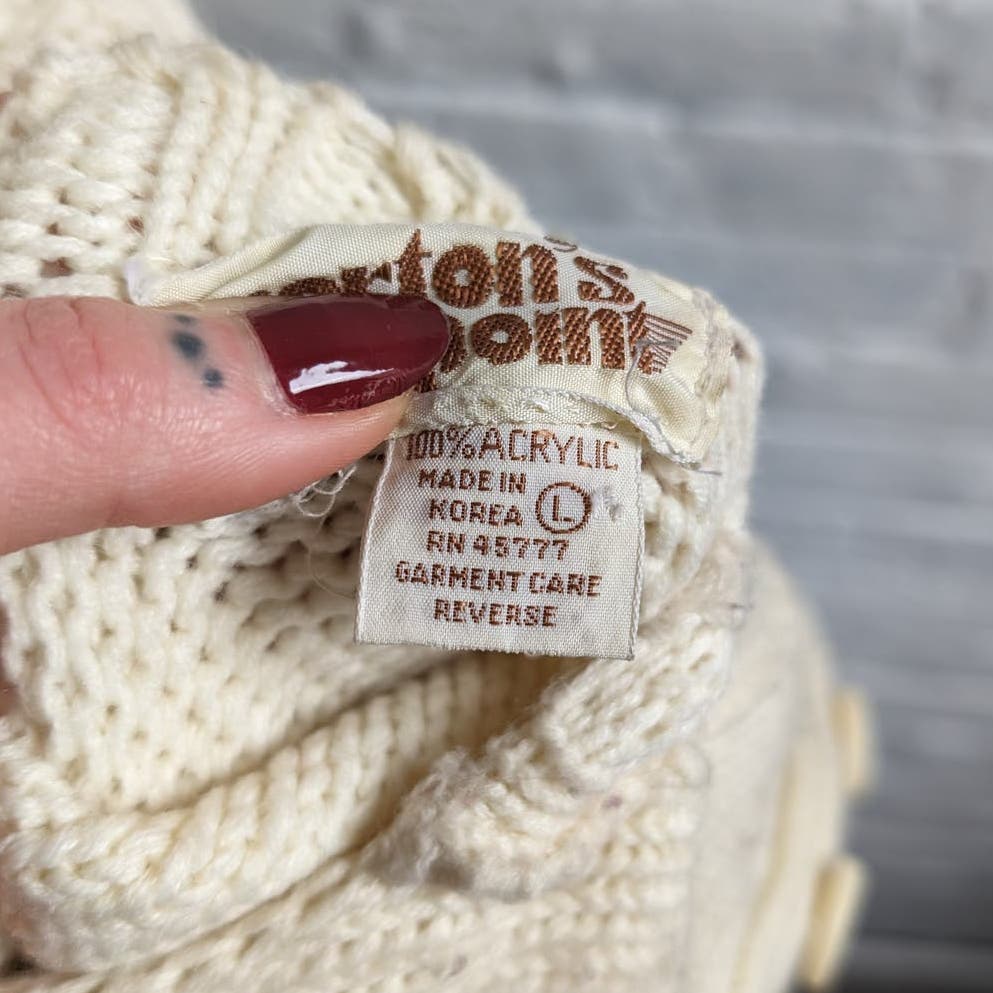 100% ACRYLIC
MADE IN
KOREA L
RN 45777
GARMENT CARE
REVERSE